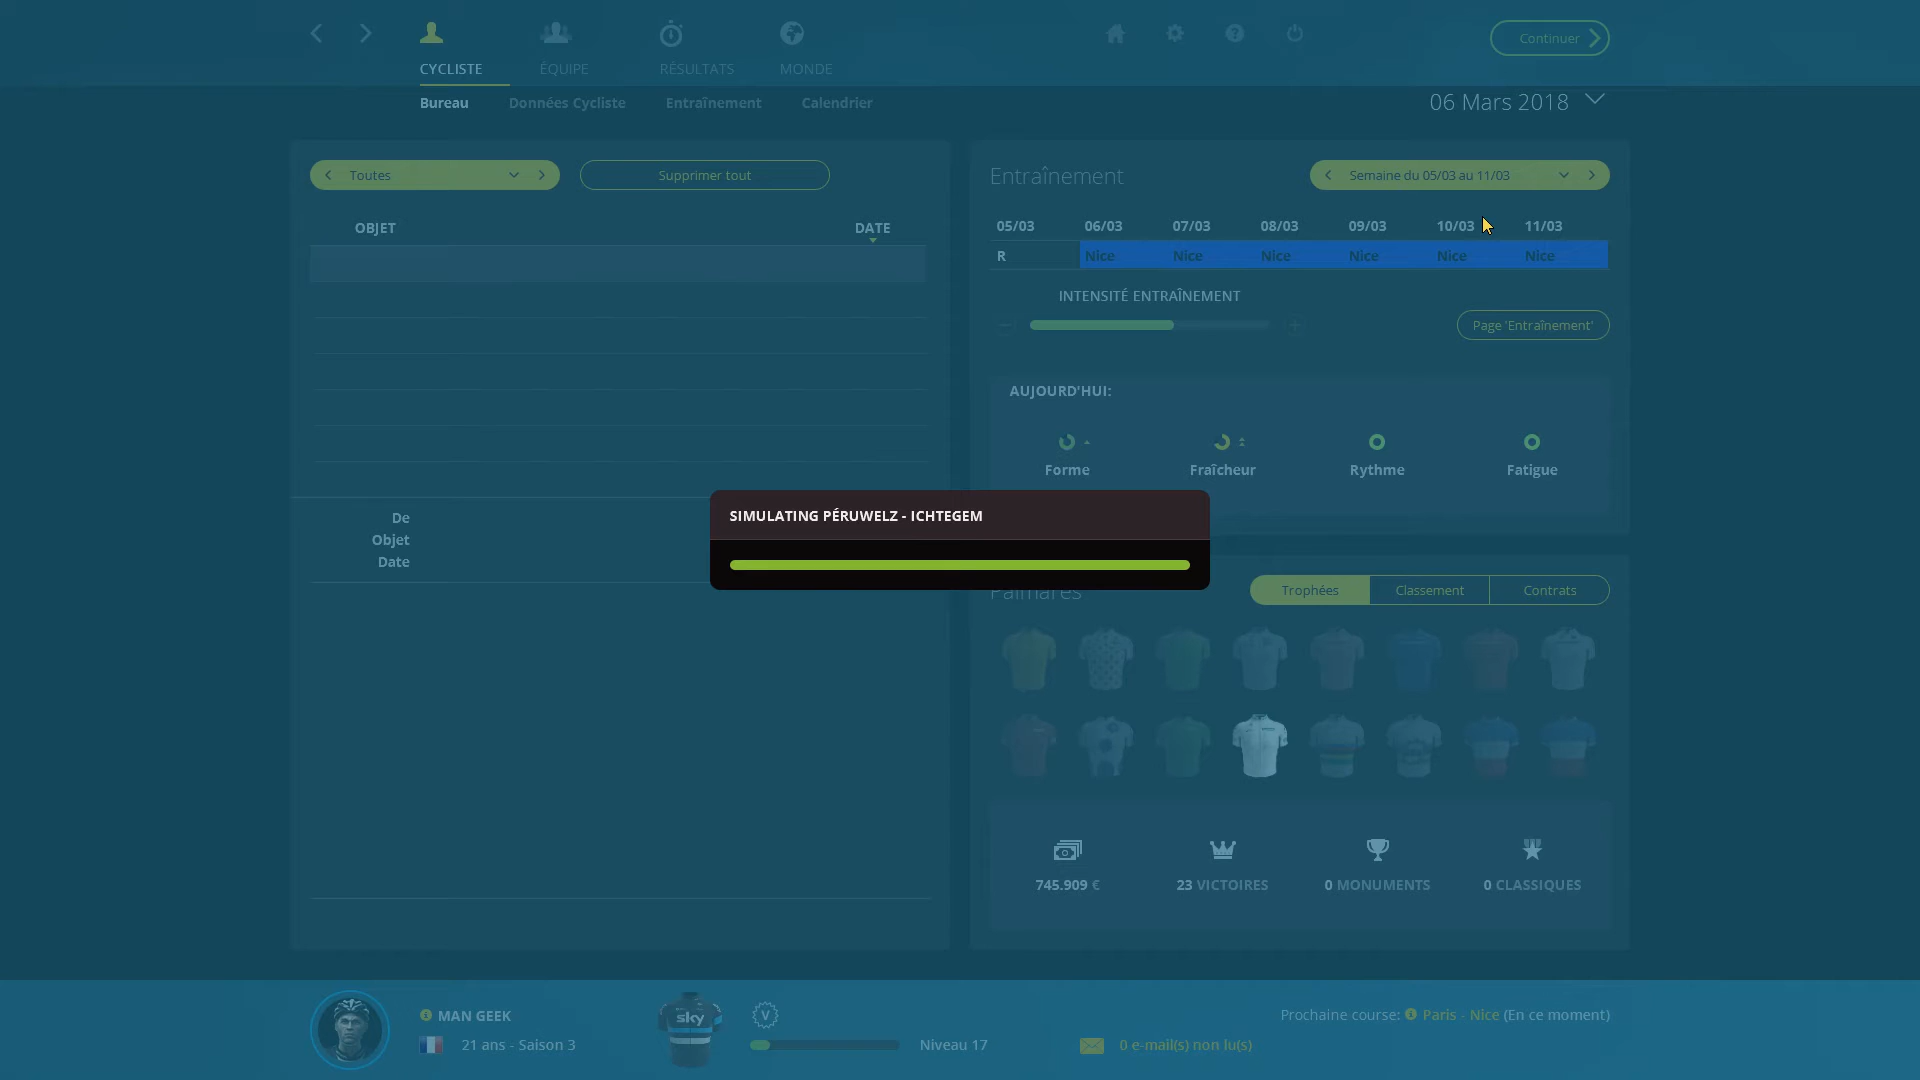 CYCLISTE
ÉQUIPE
RÉSULTATS
MONDE
Continuer
Bureau
Données Cycliste
Entraînement
Calendrier
06 Mars 2018
Toutes
Supprimer tout
OBJET
DATE
De
Objet
Date
Entraînement
Semaine du 05/03 au 11/03
05/03 06/03 07/03 08/03 09/03 10/03 11/03
R Nice Nice Nice Nice Nice Nice
INTENSITÉ ENTRAÎNEMENT
Page 'Entraînement'
AUJOURD'HUI:
Forme
Fraîcheur
Rythme
Fatigue
SIMULATING PÉRUWELZ - ICHTEGEM
Palmarès
Trophées
Classement
Contrats
745.909 €
23 VICTOIRES
0 MONUMENTS
0 CLASSIQUES
MAN GEEK
21 ans - Saison 3
sky
V
Niveau 17
Prochaine course: Paris - Nice (En ce moment)
0 e-mail(s) non lu(s)